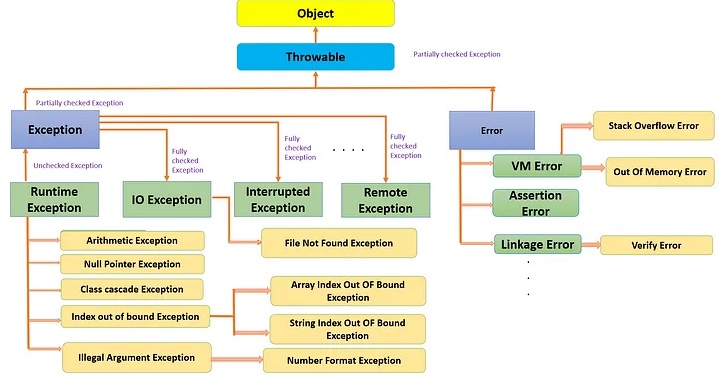 Object
Throwable
Partially checked Exception
Partially checked Exception
Exception
Fully
checked
Exception
Fully
checked
Exception
. . . .
Fully
checked
Exception
Error
Stack Overflow Error
Unchecked Exception
VM Error
Out Of Memory Error
Runtime
Exception
IO Exception
Interrupted
Exception
Remote
Exception
Assertion
Error
Arithmetic Exception
File Not Found Exception
Linkage Error
Verify Error
Null Pointer Exception
.
.
.
Class cascade Exception
Array Index Out OF Bound
Exception
Index out of bound Exception
String Index Out OF Bound
Exception
Illegal Argument Exception
Number Format Exception